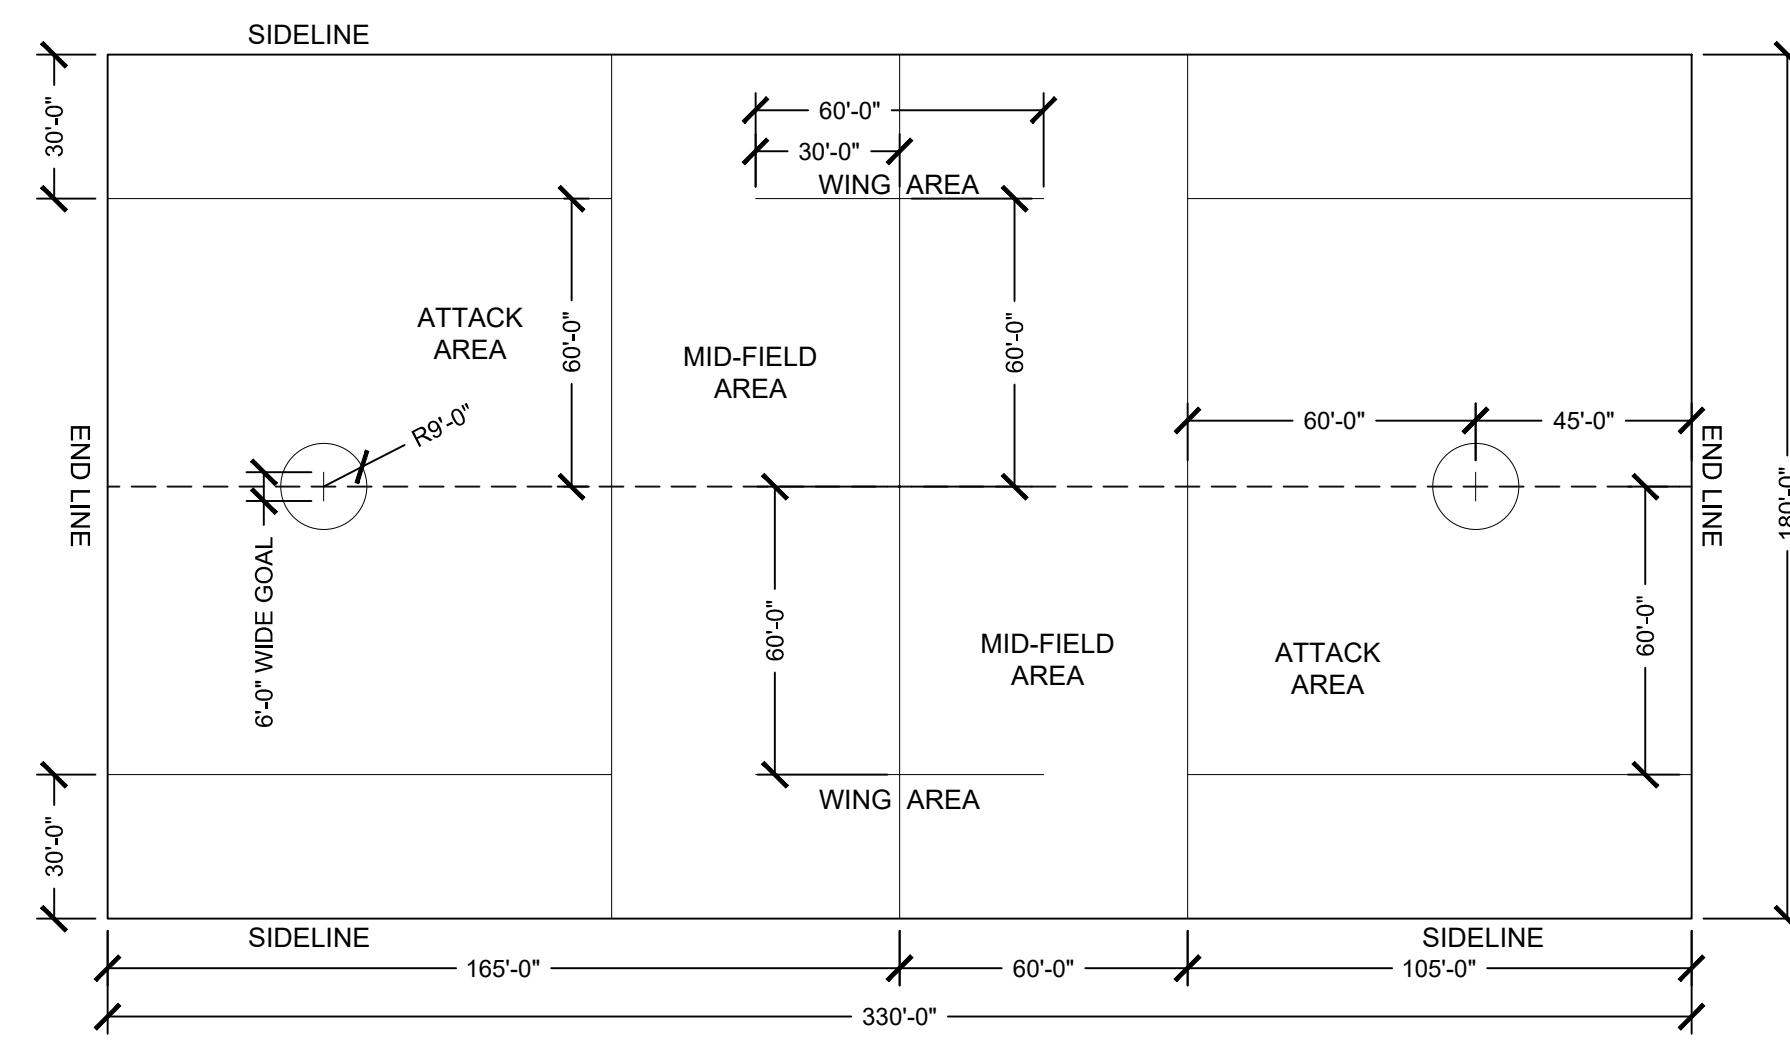 SIDELINE
30'-0"
60'-0"
30'-0"
WING AREA
ATTACK
AREA
60'-0"
MID-FIELD
AREA
60'-0"
R9'-0"
60'-0"
45'-0"
END LINE
END LINE
180'-0"
6'-0" WIDE GOAL
60'-0"
MID-FIELD
AREA
ATTACK
AREA
60'-0"
WING AREA
30'-0"
SIDELINE
SIDELINE
165'-0"
60'-0"
105'-0"
330'-0"